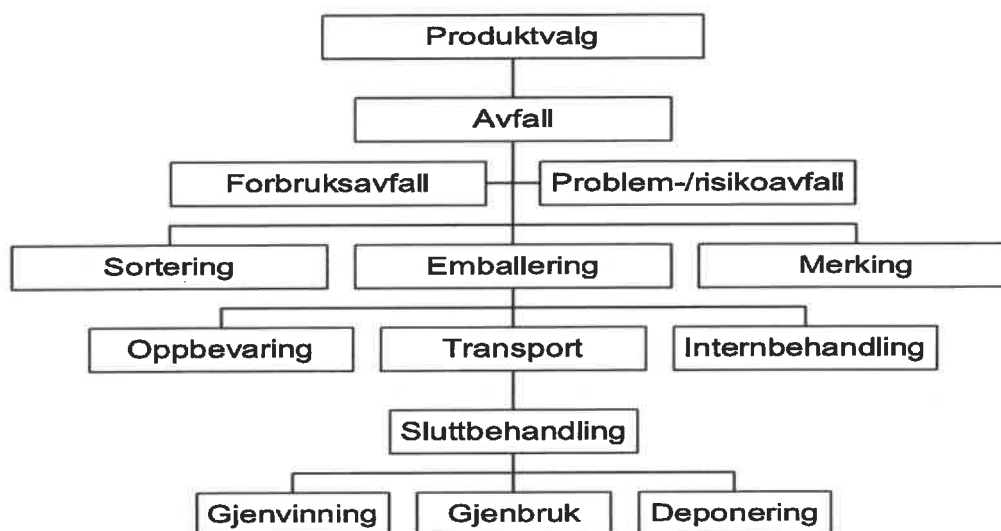 Produktvalg
Avfall
Forbruksavfall
Problem-/risikoavfall
Sortering
Emballering
Merking
Oppbevaring
Transport
Internbehandling
Sluttbehandling
Gjenvinning
Gjenbruk
Deponering